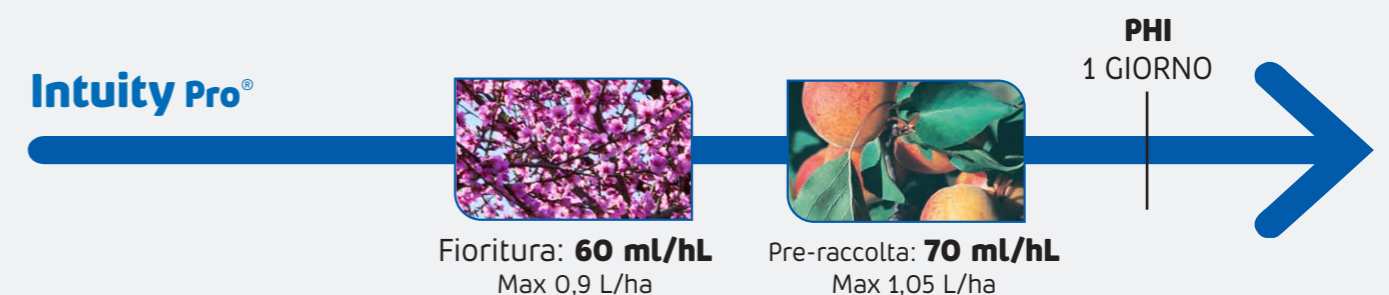 Intuity Pro®
PHI
1 GIORNO
Fioritura: 60 ml/hL
Max 0,9 L/ha
Pre-raccolta: 70 ml/hL
Max 1,05 L/ha